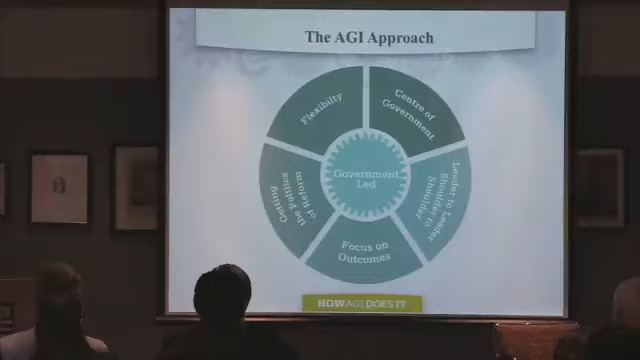 The AGI Approach
Flexibilty
Centre of
Government
Leader to Leader
Shoulder to
Shoulder
Focus on
Outcomes
Getting
the Politics
of Reform
Government
Led
HOW AGI DOES IT